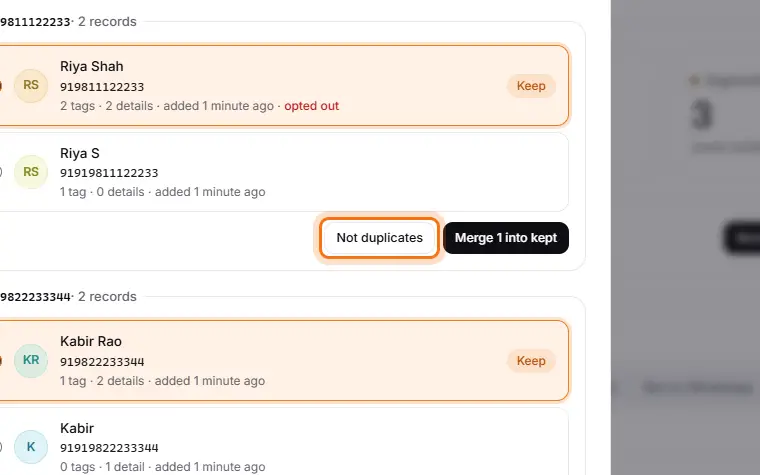 9811122233 · 2 records
RS
Riya Shah
919811122233
2 tags · 2 details · added 1 minute ago · opted out
Keep
RS
Riya S
91919811122233
1 tag · 0 details · added 1 minute ago
Not duplicates
Merge 1 into kept
9822233344 · 2 records
KR
Kabir Rao
919822233344
1 tag · 2 details · added 1 minute ago
Keep
K
Kabir
91919822233344
0 tags · 1 detail · added 1 minute ago
3